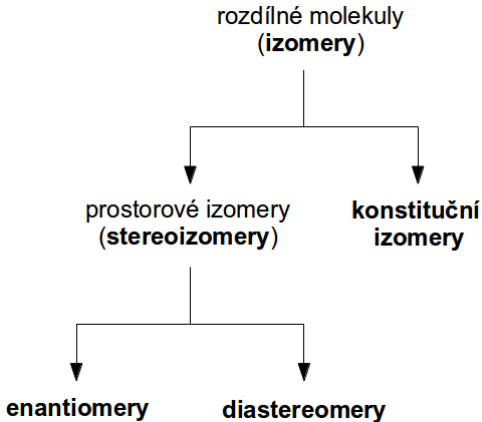 rozdílné molekuly
(izomery)
prostorové izomery
(stereoizomery)
konstituční
izomery
enantiomery
diastereomery